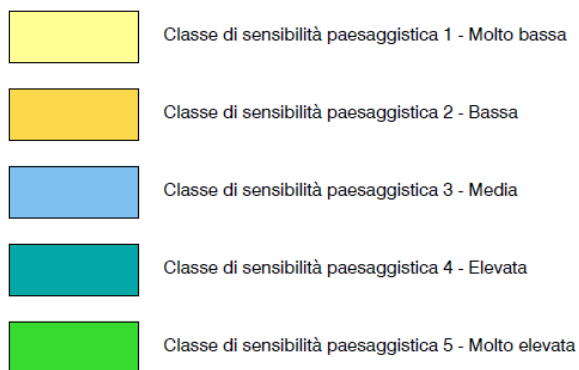 Classe di sensibilità paesaggistica 1 - Molto bassa
Classe di sensibilità paesaggistica 2 - Bassa
Classe di sensibilità paesaggistica 3 - Media
Classe di sensibilità paesaggistica 4 - Elevata
Classe di sensibilità paesaggistica 5 - Molto elevata